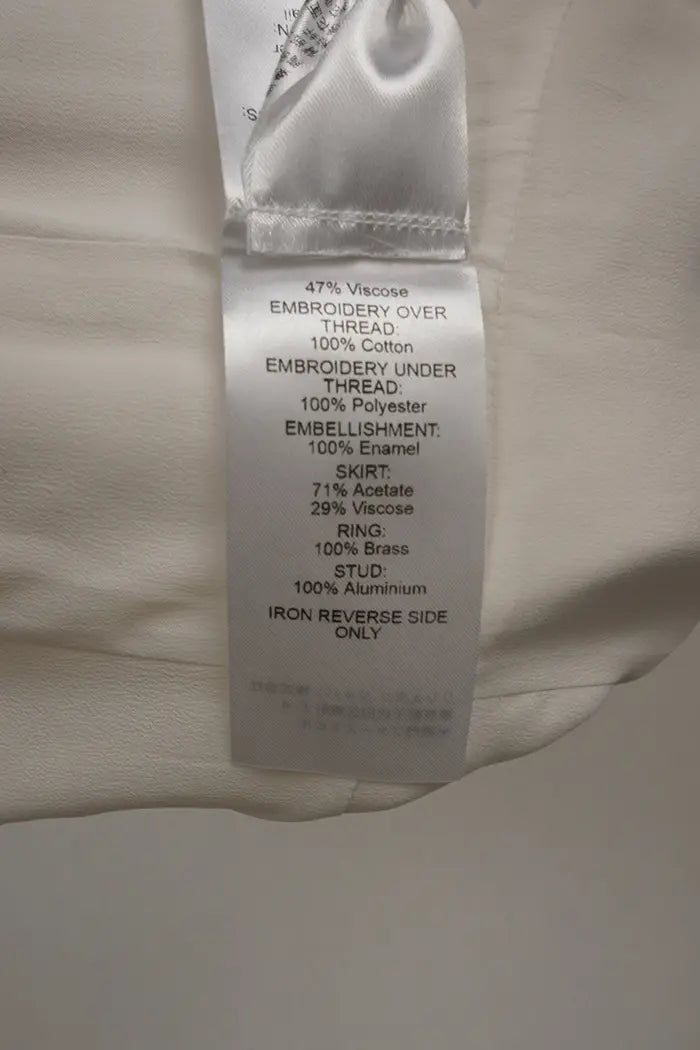 47% Viscose
EMBROIDERY OVER
THREAD:
100% Cotton
EMBROIDERY UNDER
THREAD:
100% Polyester
EMBELLISHMENT:
100% Enamel
SKIRT:
71% Acetate
29% Viscose
RING:
100% Brass
STUD:
100% Aluminium
IRON REVERSE SIDE
ONLY